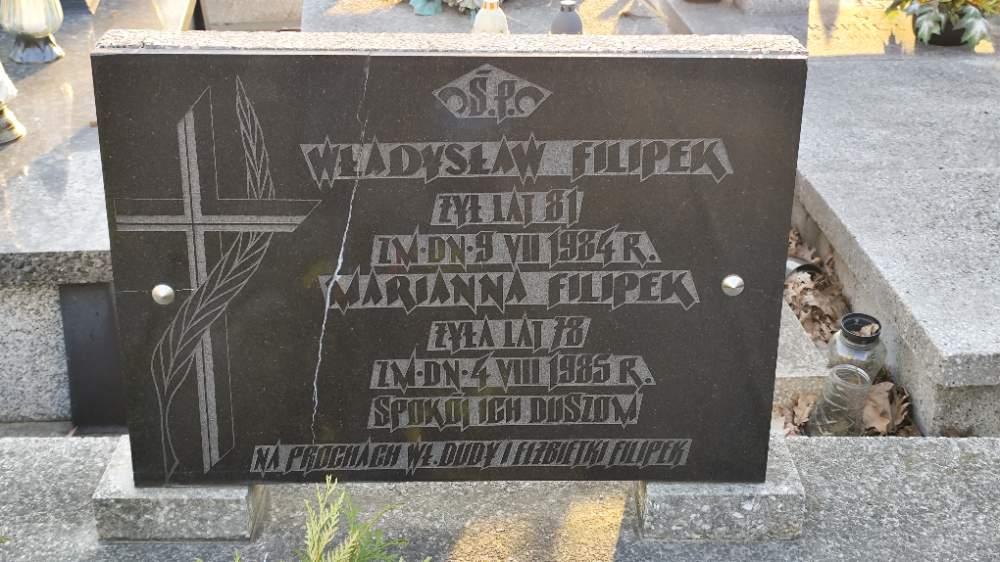 Ś.P.
WŁADYSŁAW FILIPEK
ŻYŁ LAT 81
ZM·DN·9 VII 1984 R.
MARIANNA FILIPEK
ŻYŁA LAT 78
ZM·DN·4 VIII 1985 R.
SPOKÓJ ICH DUSZOM
NA PROCHACH WŁ.DUDY I ELŻBIETKI FILIPEK